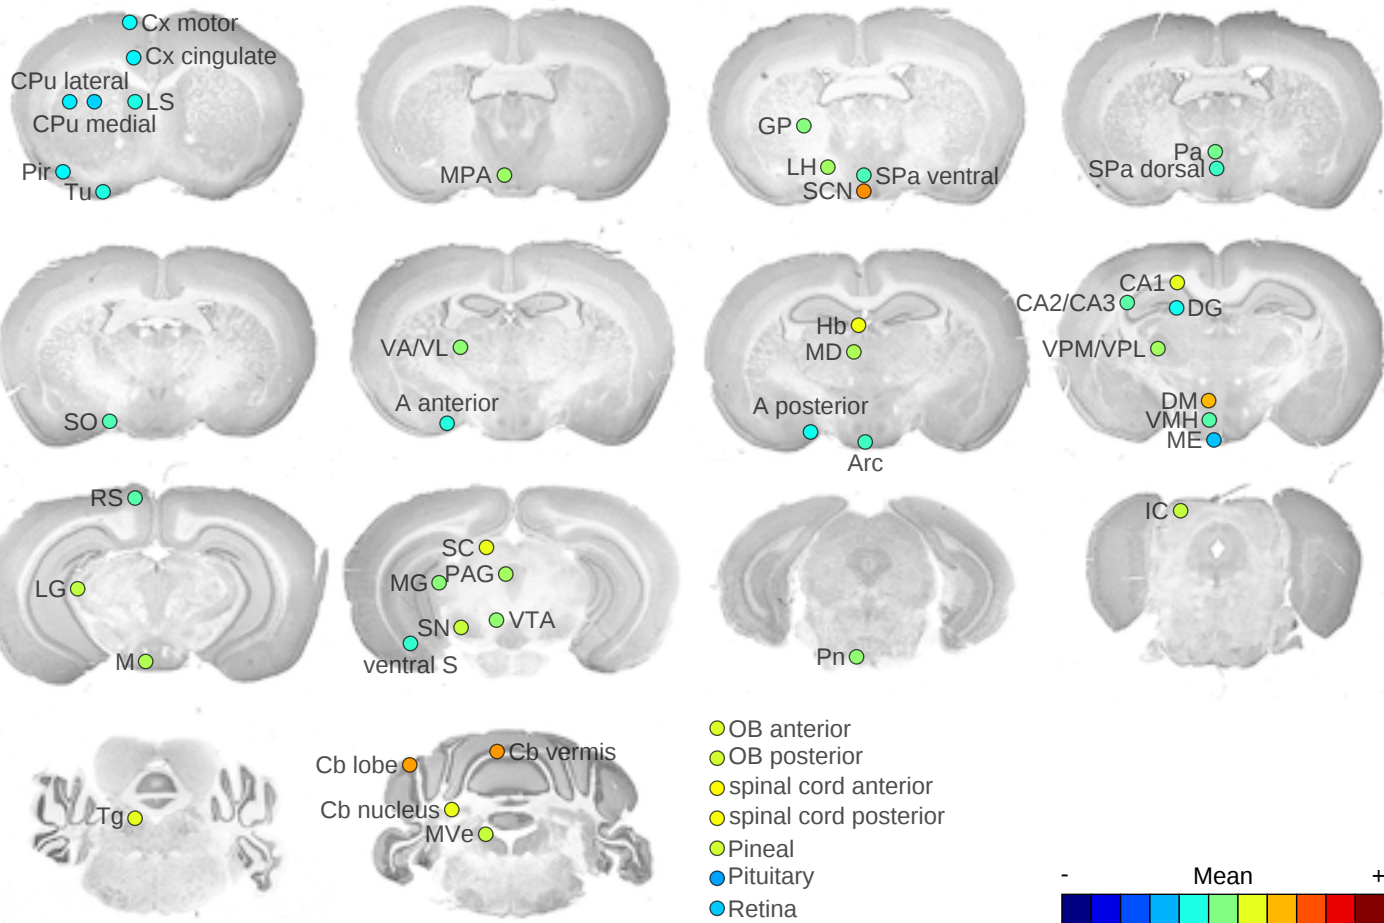 Cx motor
Cx cingulate
CPu lateral
LS
CPu medial
Pir
Tu
MPA
GP
LH
SPa ventral
SCN
Pa
SPa dorsal
SO
VA/VL
A anterior
Hb
MD
A posterior
Arc
CA1
CA2/CA3
DG
VPM/VPL
DM
VMH
ME
RS
LG
M
SC
MG
PAG
SN
VTA
ventral S
Pn
IC
Tg
Cb lobe
Cb vermis
Cb nucleus
MVe
OB anterior
OB posterior
spinal cord anterior
spinal cord posterior
Pineal
Pituitary
Retina
- Mean +